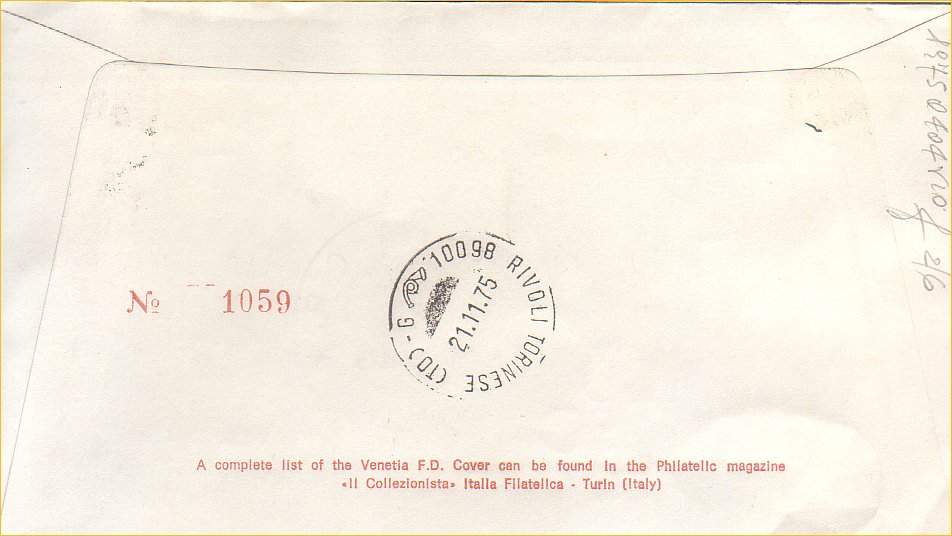 Nº 1059
10098 RIVOLI TORINESE (TO) - G
21.11.75
A complete list of the Venetia F.D. Cover can be found in the Philatelic magazine
«Il Collezionista» Italia Filatelica - Turin (Italy)